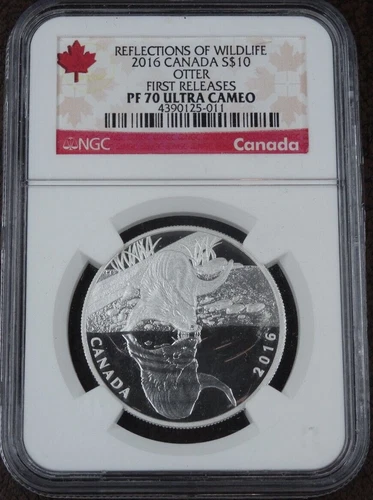 REFLECTIONS OF WILDLIFE
2016 CANADA S$10
OTTER
FIRST RELEASES
PF 70 ULTRA CAMEO
4390125-011
NGC Canada
CANADA 2016